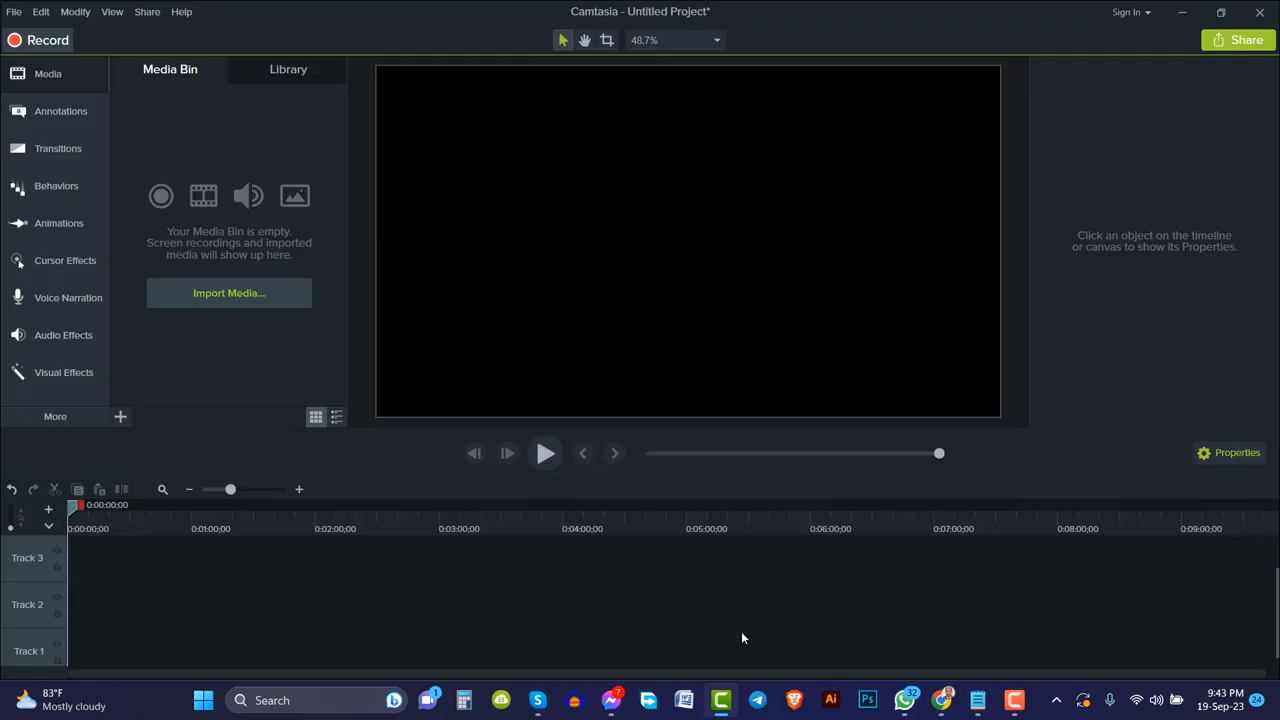 File Edit Modify View Share Help
Camtasia - Untitled Project*
Sign In
Record
48.7%
Share
Media
Annotations
Transitions
Behaviors
Animations
Cursor Effects
Voice Narration
Audio Effects
Visual Effects
More
Media Bin
Library
Your Media Bin is empty.
Screen recordings and imported
media will show up here.
Import Media...
Click an object on the timeline
or canvas to show its Properties.
Properties
0:00:00;00
0:00:00;00 0:01:00;00 0:02:00;00 0:03:00;00 0:04:00;00 0:05:00;00 0:06:00;00 0:07:00;00 0:08:00;00 0:09:00;00
Track 3
Track 2
Track 1
83°F
Mostly cloudy
Search
1
7
Ai
Ps
32
9:43 PM
19-Sep-23
24